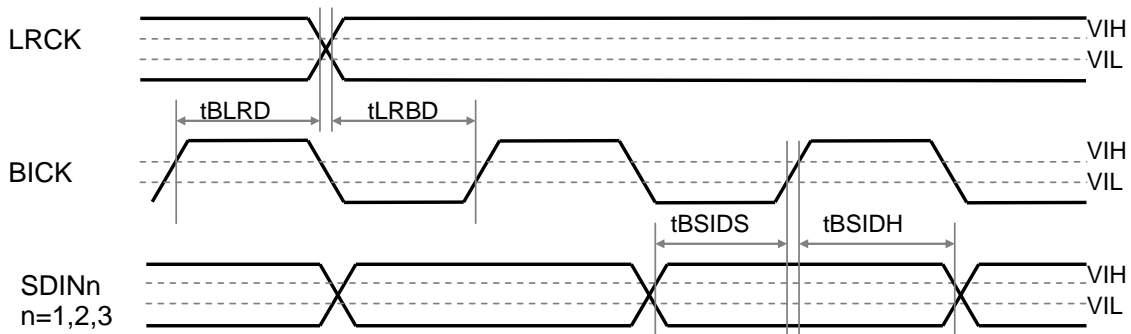 LRCK
VIH
VIL
tBLRD
tLRBD
BICK
VIH
VIL
tBSIDS
tBSIDH
SDINn
n=1,2,3
VIH
VIL